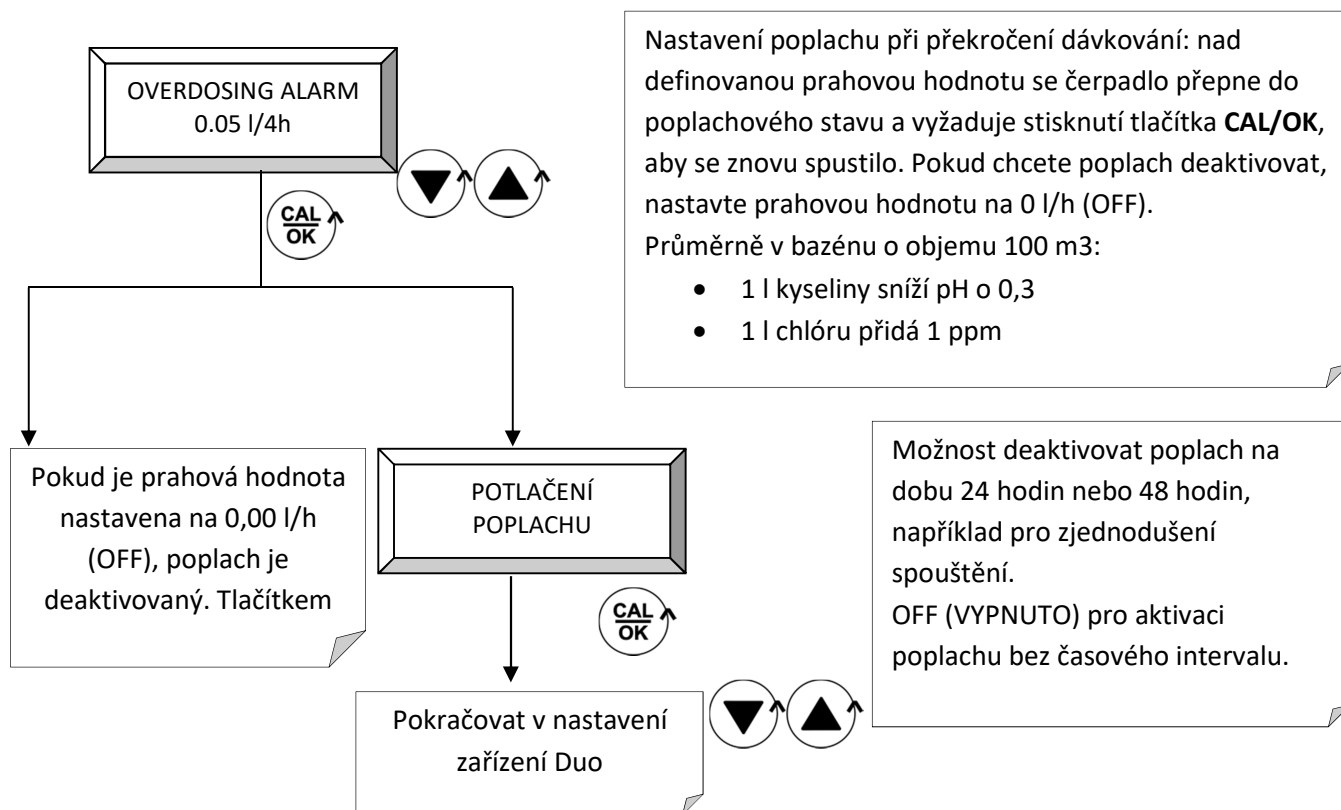 OVERDOSING ALARM
0.05 l/4h
CAL
OK
Nastavení poplachu při překročení dávkování: nad
definovanou prahovou hodnotu se čerpadlo přepne do
poplachového stavu a vyžaduje stisknutí tlačítka CAL/OK,
aby se znovu spustilo. Pokud chcete poplach deaktivovat,
nastavte prahovou hodnotu na 0 l/h (OFF).
Průměrně v bazénu o objemu 100 m3:
• 1 l kyseliny sníží pH o 0,3
• 1 l chlóru přidá 1 ppm
Pokud je prahová hodnota
nastavena na 0,00 l/h
(OFF), poplach je
deaktivovaný. Tlačítkem
POTLAČENÍ
POPLACHU
CAL
OK
Možnost deaktivovat poplach na
dobu 24 hodin nebo 48 hodin,
například pro zjednodušení
spouštění.
OFF (VYPNUTO) pro aktivaci
poplachu bez časového intervalu.
Pokračovat v nastavení
zařízení Duo